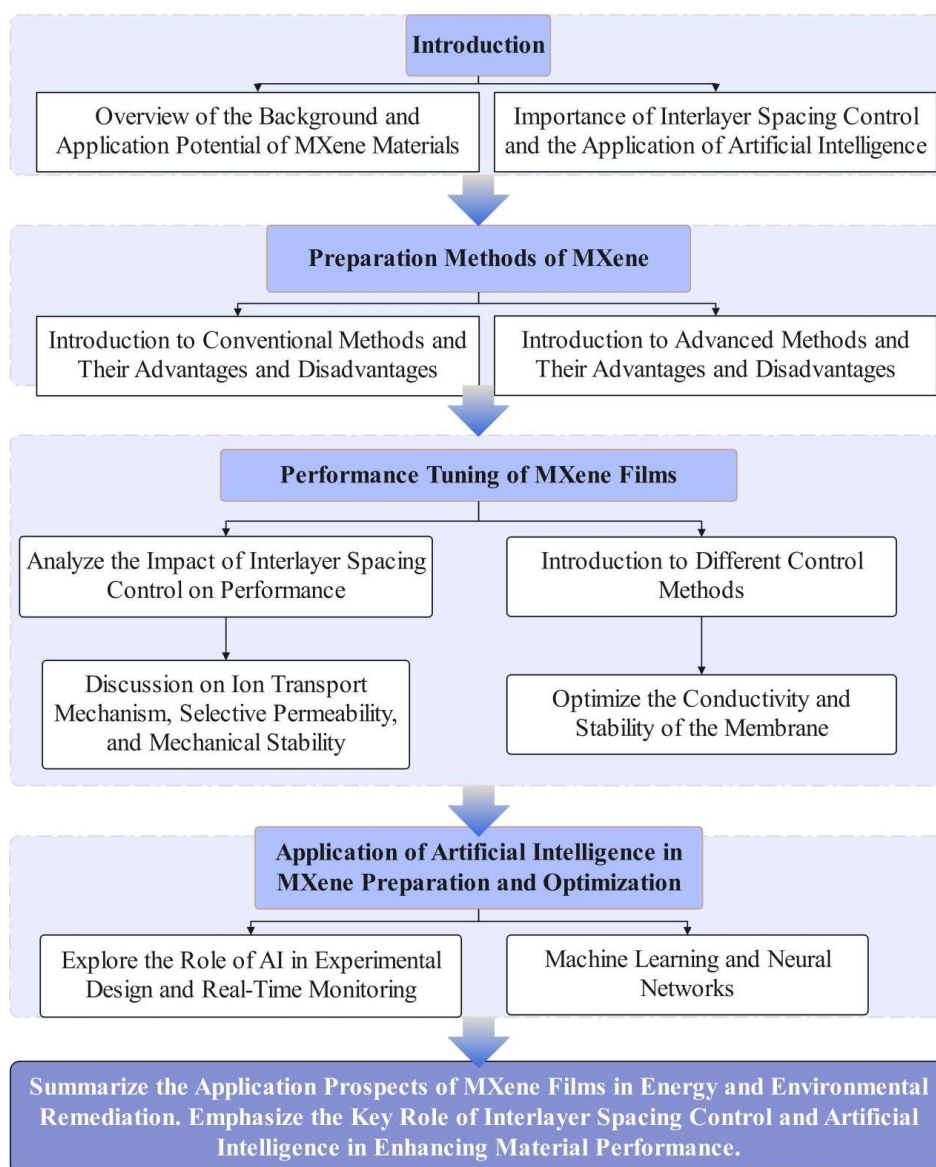 Introduction
Overview of the Background and
Application Potential of MXene Materials
Importance of Interlayer Spacing Control
and the Application of Artificial Intelligence
Preparation Methods of MXene
Introduction to Conventional Methods and
Their Advantages and Disadvantages
Introduction to Advanced Methods and
Their Advantages and Disadvantages
Performance Tuning of MXene Films
Analyze the Impact of Interlayer Spacing
Control on Performance
Discussion on Ion Transport
Mechanism, Selective Permeability,
and Mechanical Stability
Introduction to Different Control
Methods
Optimize the Conductivity and
Stability of the Membrane
Application of Artificial Intelligence in
MXene Preparation and Optimization
Explore the Role of AI in Experimental
Design and Real-Time Monitoring
Machine Learning and Neural
Networks
Summarize the Application Prospects of MXene Films in Energy and Environmental
Remediation. Emphasize the Key Role of Interlayer Spacing Control and Artificial
Intelligence in Enhancing Material Performance.